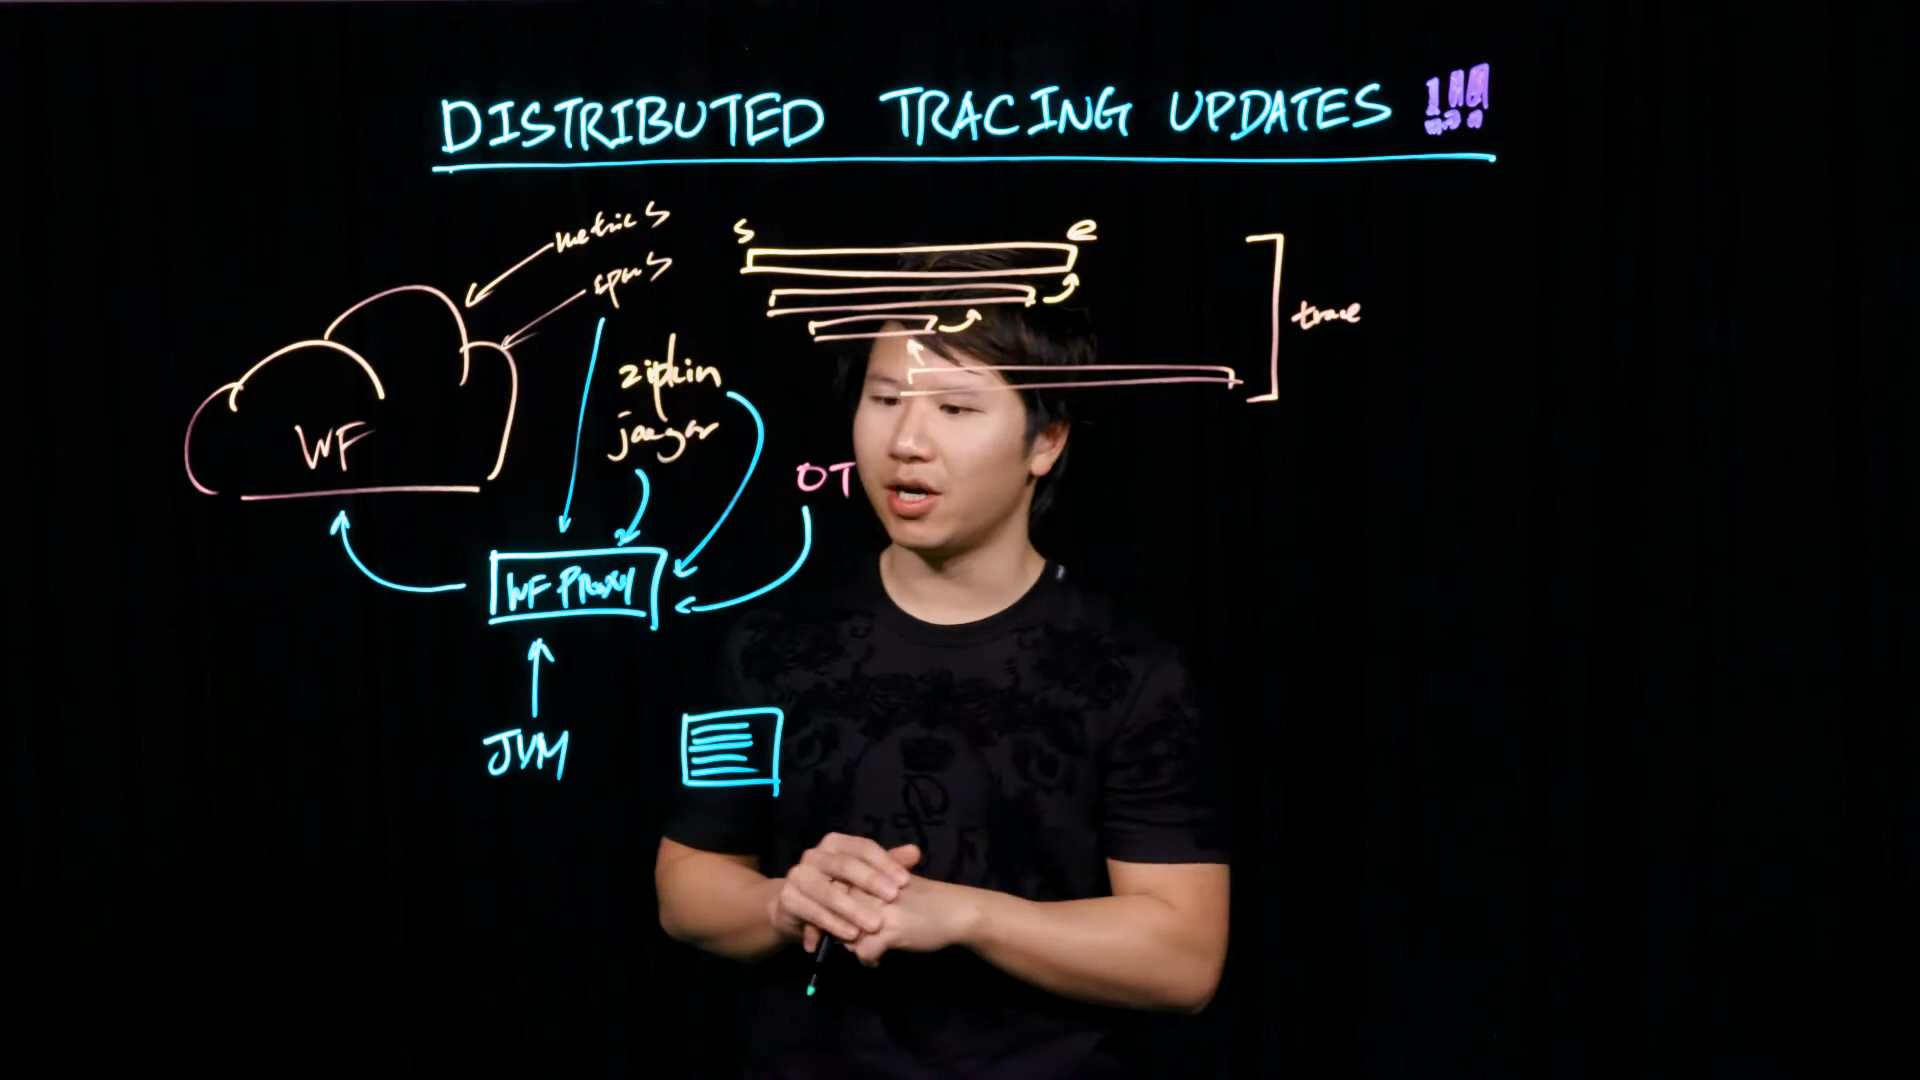 DISTRIBUTED TRACING UPDATES !!!
metrics
spans
s e
trace
zipkin
jaeger
WF
OT
WF PROXY
JVM